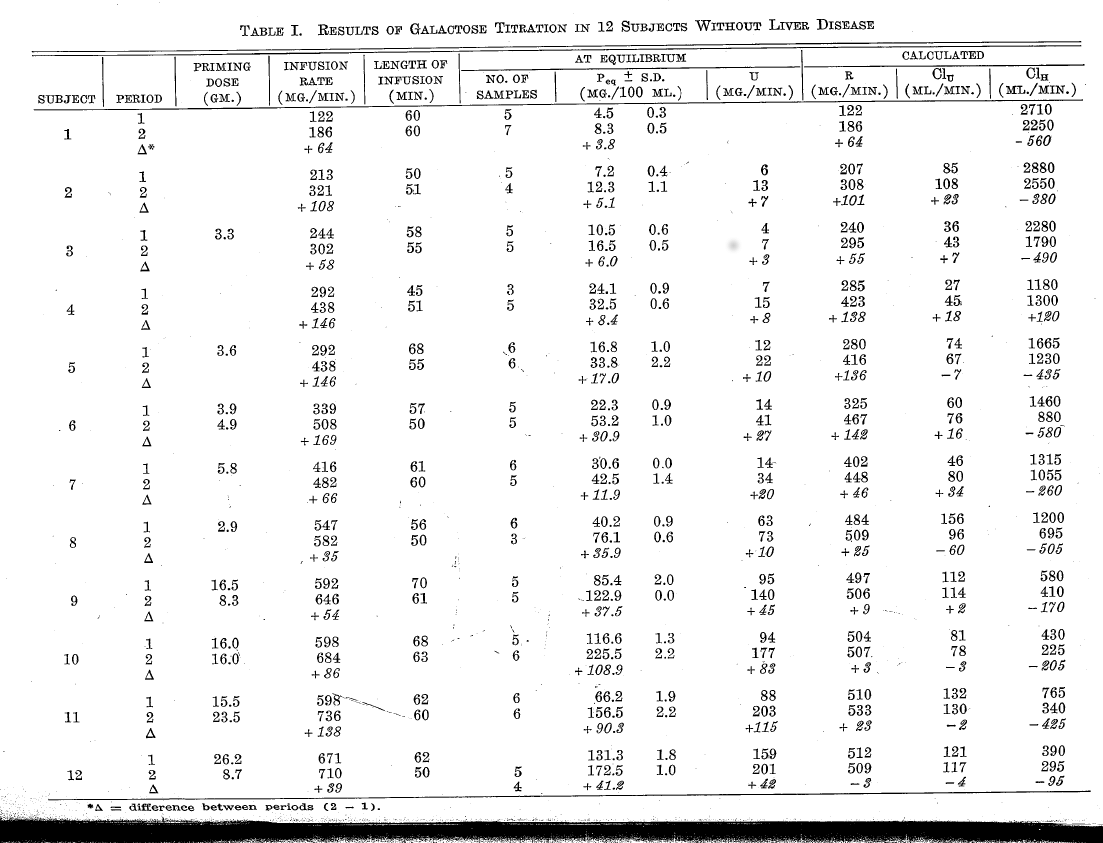 TABLE I. RESULTS OF GALACTOSE TITRATION IN 12 SUBJECTS WITHOUT LIVER DISEASE
AT EQUILIBRIUM CALCULATED
PRIMING INFUSION LENGTH OF
DOSE RATE INFUSION NO. OF Peq ± S.D. U R ClU ClH
SUBJECT PERIOD (GM.) (MG./MIN.) (MIN.) SAMPLES (MG./100 ML.) (MG./MIN.) (MG./MIN.) (ML./MIN.) (ML./MIN.)
1 122 60 5 4.5 0.3 122 2710
1 2 186 60 7 8.3 0.5 186 2250
Δ* + 64 + 3.8 + 64 - 560
1 213 50 5 7.2 0.4 6 207 85 2880
2 2 321 51 4 12.3 1.1 13 308 108 2550
Δ + 108 + 5.1 + 7 +101 + 23 - 380
1 3.3 244 58 5 10.5 0.6 4 240 36 2280
3 2 302 55 5 16.5 0.5 7 295 43 1790
Δ + 58 + 6.0 + 3 + 55 + 7 - 490
1 292 45 3 24.1 0.9 7 285 27 1180
4 2 438 51 5 32.5 0.6 15 423 45 1300
Δ + 146 + 8.4 + 8 + 138 + 18 +120
1 3.6 292 68 6 16.8 1.0 12 280 74 1665
5 2 438 55 6 33.8 2.2 22 416 67 1230
Δ + 146 + 17.0 + 10 +136 - 7 - 435
1 3.9 339 57 5 22.3 0.9 14 325 60 1460
6 2 4.9 508 50 5 53.2 1.0 41 467 76 880
Δ + 169 + 30.9 + 27 + 142 + 16 - 580
1 5.8 416 61 6 30.6 0.0 14 402 46 1315
7 2 482 60 5 42.5 1.4 34 448 80 1055
Δ + 66 + 11.9 +20 + 46 + 34 - 260
1 2.9 547 56 6 40.2 0.9 63 484 156 1200
8 2 582 50 3 76.1 0.6 73 509 96 695
Δ + 35 + 35.9 + 10 + 25 - 60 - 505
1 16.5 592 70 5 85.4 2.0 95 497 112 580
9 2 8.3 646 61 5 122.9 0.0 140 506 114 410
Δ + 54 + 37.5 + 45 + 9 + 2 - 170
1 16.0 598 68 5 116.6 1.3 94 504 81 430
10 2 16.0 684 63 6 225.5 2.2 177 507 78 225
Δ + 86 + 108.9 + 83 + 3 - 3 - 205
1 15.5 598 62 6 66.2 1.9 88 510 132 765
11 2 23.5 736 60 6 156.5 2.2 203 533 130 340
Δ + 138 + 90.3 +115 + 23 - 2 - 425
1 26.2 671 62 131.3 1.8 159 512 121 390
12 2 8.7 710 50 5 172.5 1.0 201 509 117 295
Δ + 39 4 + 41.2 + 42 - 3 - 4 - 95
*Δ = difference between periods (2 - 1).